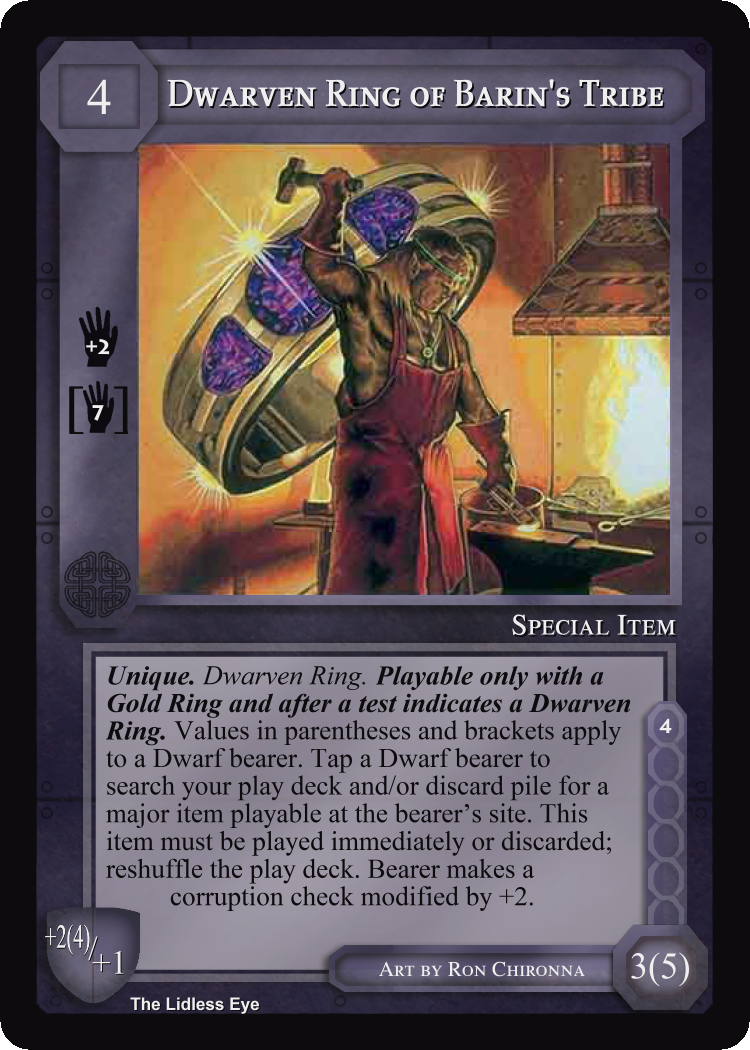 4
Dwarven Ring of Barin's Tribe
+2
[7]
Special Item
Unique. Dwarven Ring. Playable only with a
Gold Ring and after a test indicates a Dwarven
Ring. Values in parentheses and brackets apply
to a Dwarf bearer. Tap a Dwarf bearer to
search your play deck and/or discard pile for a
major item playable at the bearer's site. This
item must be played immediately or discarded;
reshuffle the play deck. Bearer makes a
corruption check modified by +2.
4
+2(4)/+1
Art by Ron Chironna
3(5)
The Lidless Eye